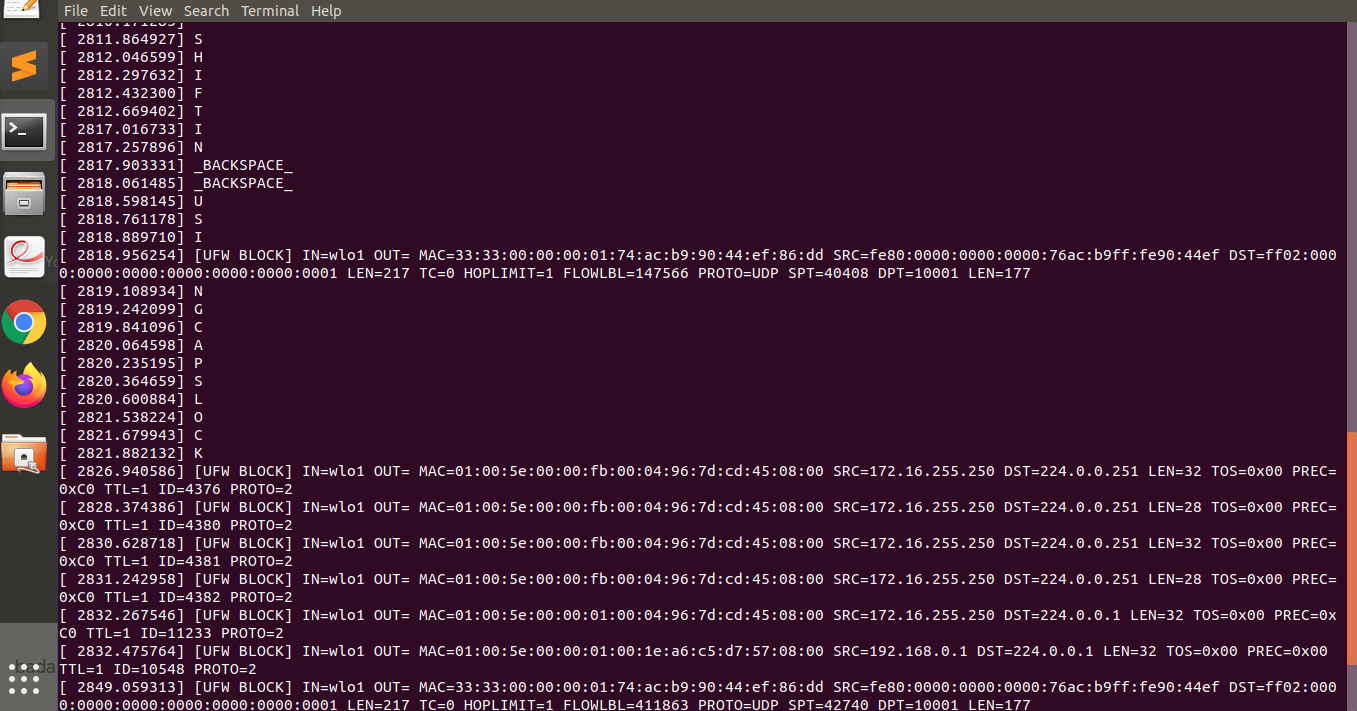 File Edit View Search Terminal Help
[ 2810.171285]
[ 2811.864927] S
[ 2812.046599] H
[ 2812.297632] I
[ 2812.432300] F
[ 2812.669402] T
[ 2817.016733] I
[ 2817.257896] N
[ 2817.903331] _BACKSPACE_
[ 2818.061485] _BACKSPACE_
[ 2818.598145] U
[ 2818.761178] S
[ 2818.889710] I
[ 2818.956254] [UFW BLOCK] IN=wlo1 OUT= MAC=33:33:00:00:00:01:74:ac:b9:90:44:ef:86:dd SRC=fe80:0000:0000:0000:76ac:b9ff:fe90:44ef DST=ff02:000
0:0000:0000:0000:0000:0000:0001 LEN=217 TC=0 HOPLIMIT=1 FLOWLBL=147566 PROTO=UDP SPT=40408 DPT=10001 LEN=177
[ 2819.108934] N
[ 2819.242099] G
[ 2819.841096] C
[ 2820.064598] A
[ 2820.235195] P
[ 2820.364659] S
[ 2820.600884] L
[ 2821.538224] O
[ 2821.679943] C
[ 2821.882132] K
[ 2826.940586] [UFW BLOCK] IN=wlo1 OUT= MAC=01:00:5e:00:00:fb:00:04:96:7d:cd:45:08:00 SRC=172.16.255.250 DST=224.0.0.251 LEN=32 TOS=0x00 PREC=
0xC0 TTL=1 ID=4376 PROTO=2
[ 2828.374386] [UFW BLOCK] IN=wlo1 OUT= MAC=01:00:5e:00:00:fb:00:04:96:7d:cd:45:08:00 SRC=172.16.255.250 DST=224.0.0.251 LEN=28 TOS=0x00 PREC=
0xC0 TTL=1 ID=4380 PROTO=2
[ 2830.628718] [UFW BLOCK] IN=wlo1 OUT= MAC=01:00:5e:00:00:fb:00:04:96:7d:cd:45:08:00 SRC=172.16.255.250 DST=224.0.0.251 LEN=32 TOS=0x00 PREC=
0xC0 TTL=1 ID=4381 PROTO=2
[ 2831.242958] [UFW BLOCK] IN=wlo1 OUT= MAC=01:00:5e:00:00:fb:00:04:96:7d:cd:45:08:00 SRC=172.16.255.250 DST=224.0.0.251 LEN=28 TOS=0x00 PREC=
0xC0 TTL=1 ID=4382 PROTO=2
[ 2832.267546] [UFW BLOCK] IN=wlo1 OUT= MAC=01:00:5e:00:00:01:00:04:96:7d:cd:45:08:00 SRC=172.16.255.250 DST=224.0.0.1 LEN=32 TOS=0x00 PREC=0x
C0 TTL=1 ID=11233 PROTO=2
[ 2832.475764] [UFW BLOCK] IN=wlo1 OUT= MAC=01:00:5e:00:00:01:00:1e:a6:c5:d7:57:08:00 SRC=192.168.0.1 DST=224.0.0.1 LEN=32 TOS=0x00 PREC=0x00
TTL=1 ID=10548 PROTO=2
[ 2849.059313] [UFW BLOCK] IN=wlo1 OUT= MAC=33:33:00:00:00:01:74:ac:b9:90:44:ef:86:dd SRC=fe80:0000:0000:0000:76ac:b9ff:fe90:44ef DST=ff02:000
0:0000:0000:0000:0000:0000:0001 LEN=217 TC=0 HOPLIMIT=1 FLOWLBL=411863 PROTO=UDP SPT=42740 DPT=10001 LEN=177